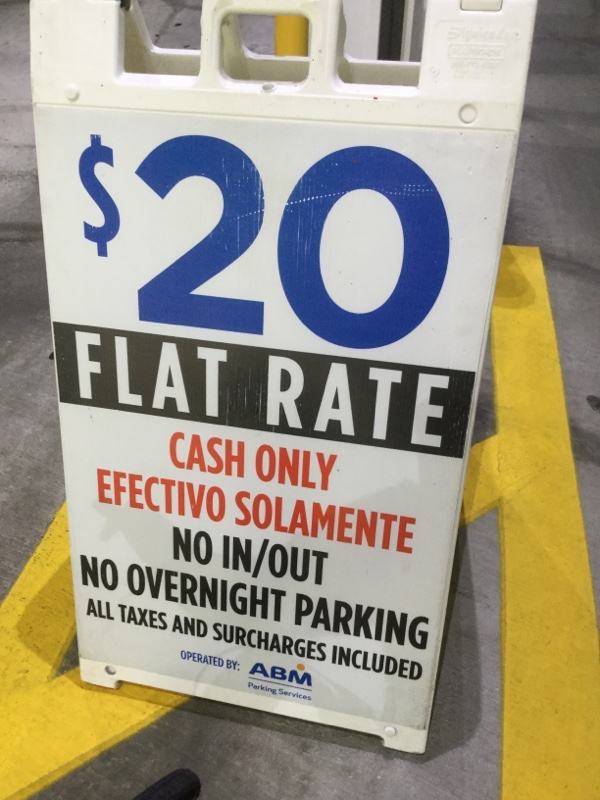 $20
FLAT RATE
CASH ONLY
EFECTIVO SOLAMENTE
NO IN/OUT
NO OVERNIGHT PARKING
ALL TAXES AND SURCHARGES INCLUDED
OPERATED BY: ABM
Parking Services